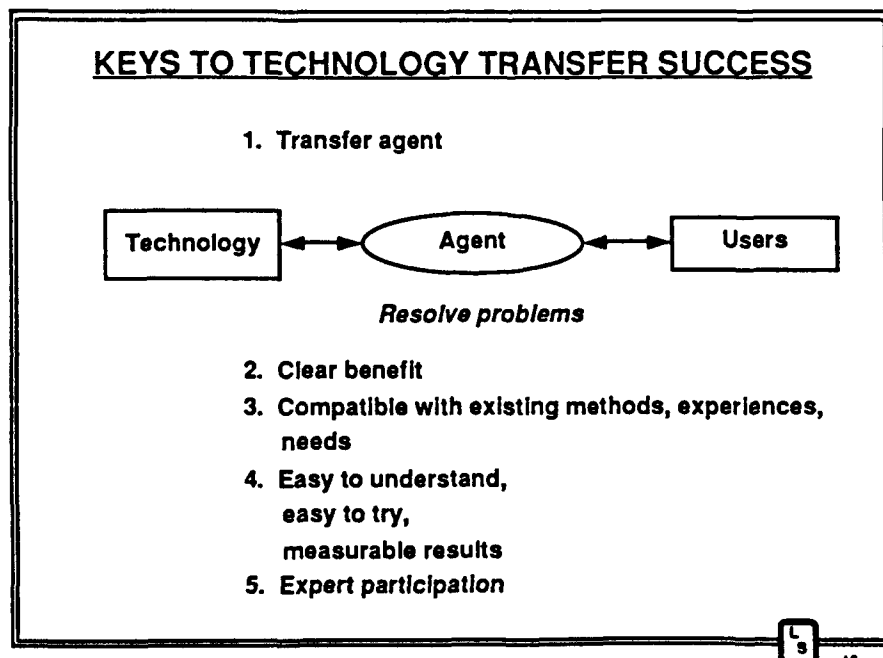 KEYS TO TECHNOLOGY TRANSFER SUCCESS
1. Transfer agent
Technology Agent Users
Resolve problems
2. Clear benefit
3. Compatible with existing methods, experiences,
needs
4. Easy to understand,
easy to try,
measurable results
5. Expert participation
L
S